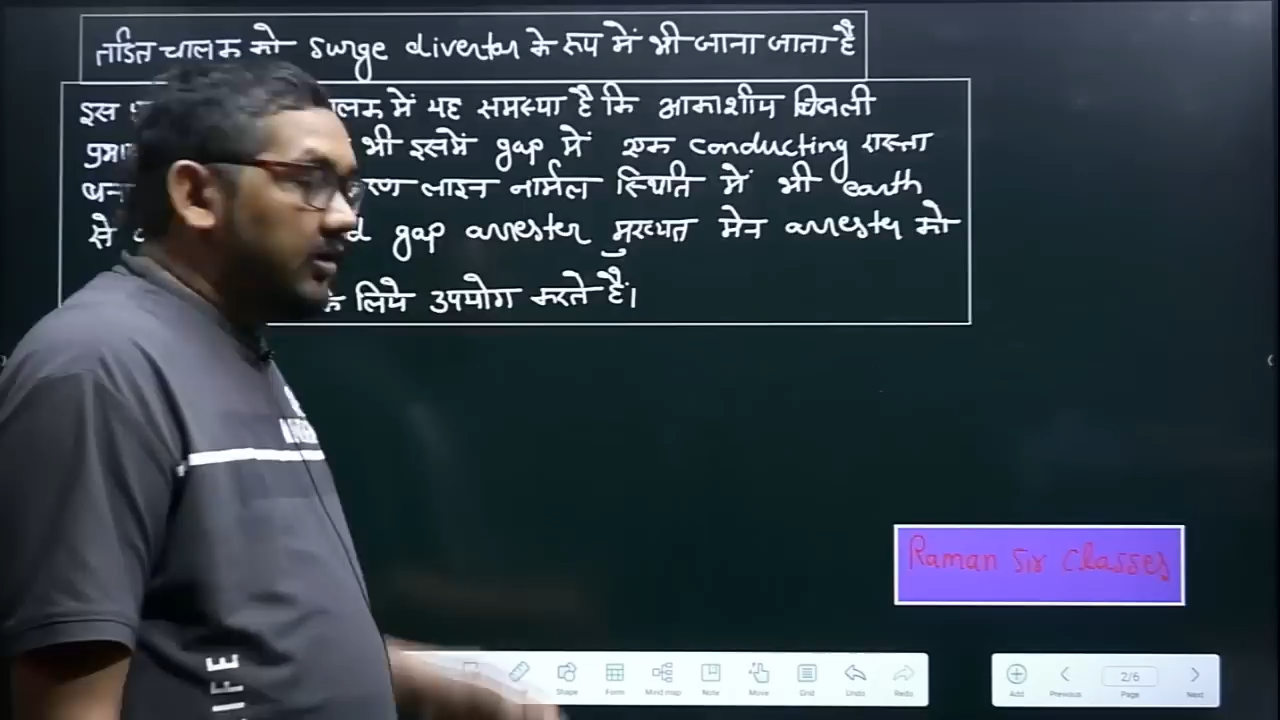 तडित चालक को surge divertor के रूप में भी जाना जाता है
इस चालक में यह समस्या है कि आकाशीय बिजली
भी इसमें gap में एक conducting रास्ता
लाइन नार्मल स्थिति में भी earth
से gap arrester मुख्यत मेन arrester को
के लिये उपयोग करते हैं।
Raman Sir Classes
Shape
Form
Mind map
Note
Move
Grid
Undo
Redo
Add
Previous
2/6
Page
Next